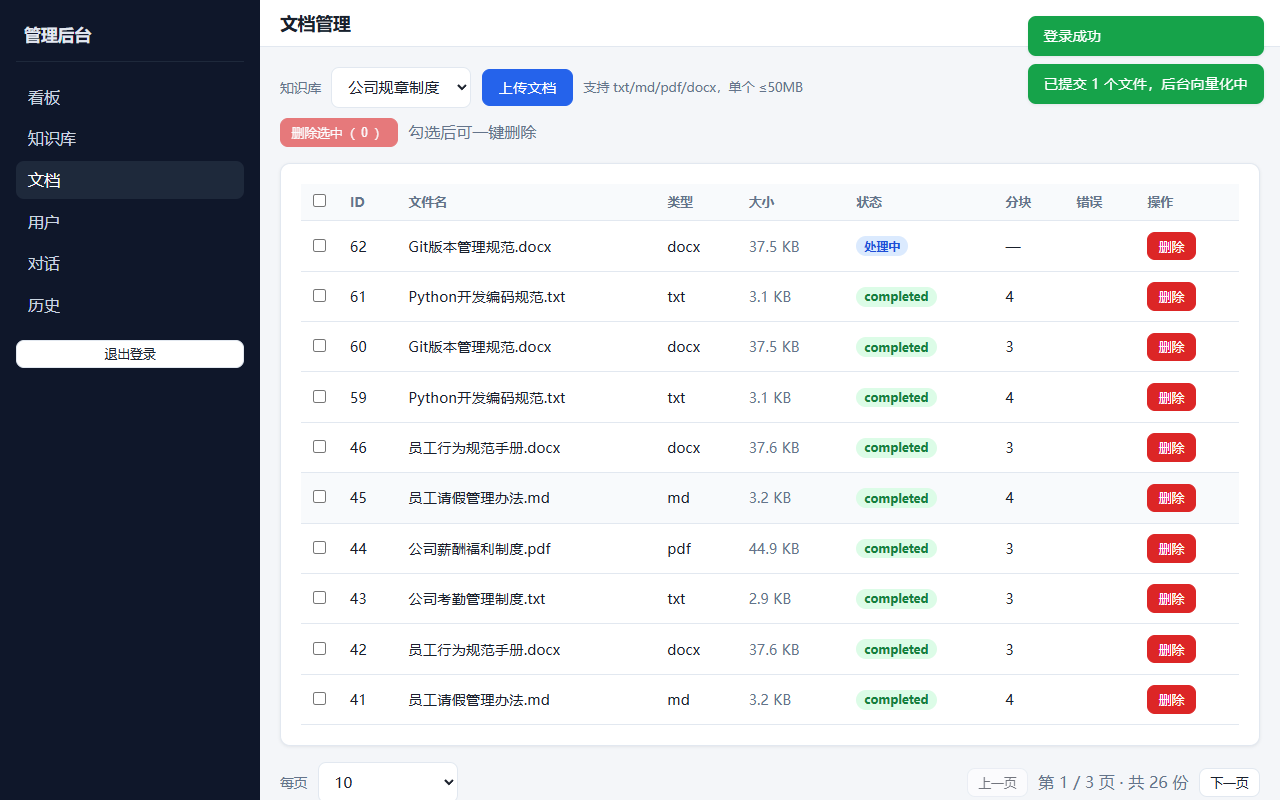 管理后台
看板
知识库
文档
用户
对话
历史
退出登录
文档管理
登录成功
已提交 1 个文件，后台向量化中
知识库 公司规章制度 上传文档 支持 txt/md/pdf/docx，单个 ≤50MB
删除选中（ 0 ） 勾选后可一键删除
ID 文件名 类型 大小 状态 分块 错误 操作
62 Git版本管理规范.docx docx 37.5 KB 处理中 — 删除
61 Python开发编码规范.txt txt 3.1 KB completed 4 删除
60 Git版本管理规范.docx docx 37.5 KB completed 3 删除
59 Python开发编码规范.txt txt 3.1 KB completed 4 删除
46 员工行为规范手册.docx docx 37.6 KB completed 3 删除
45 员工请假管理办法.md md 3.2 KB completed 4 删除
44 公司薪酬福利制度.pdf pdf 44.9 KB completed 3 删除
43 公司考勤管理制度.txt txt 2.9 KB completed 3 删除
42 员工行为规范手册.docx docx 37.6 KB completed 3 删除
41 员工请假管理办法.md md 3.2 KB completed 4 删除
每页 10 上一页 第 1 / 3 页 · 共 26 份 下一页